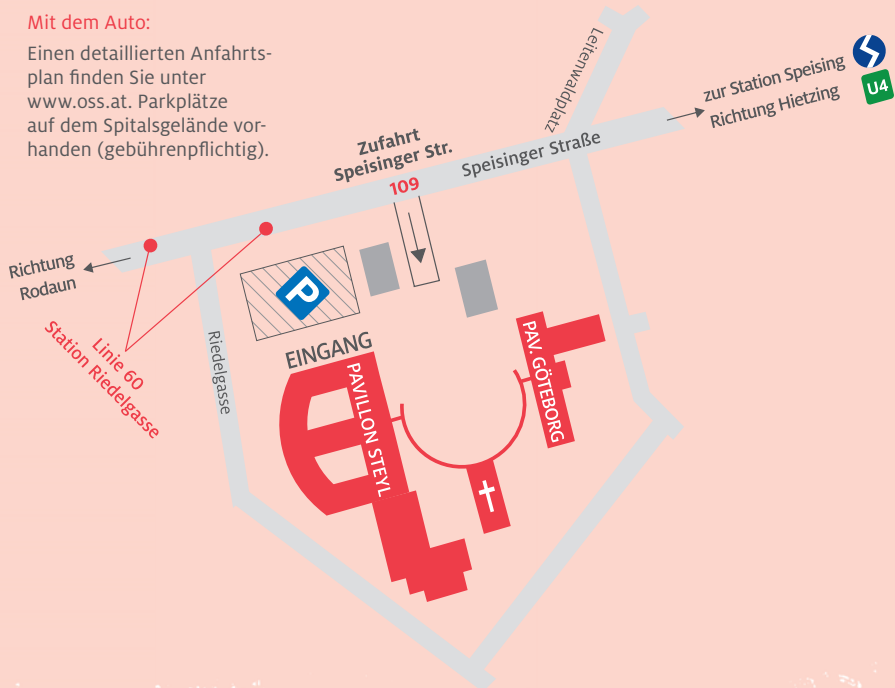 Mit dem Auto:
Einen detaillierten Anfahrts-
plan finden Sie unter
www.oss.at. Parkplätze
auf dem Spitalsgelände vor-
handen (gebührenpflichtig).
Leitenwaldplatz
zur Station Speising
Richtung Hietzing
U4
Zufahrt
Speisinger Str.
109
Speisinger Straße
Richtung
Rodaun
Linie 60
Station Riedelgasse
Riedelgasse
P
EINGANG
PAVILLON STEYL
PAV. GÖTEBORG